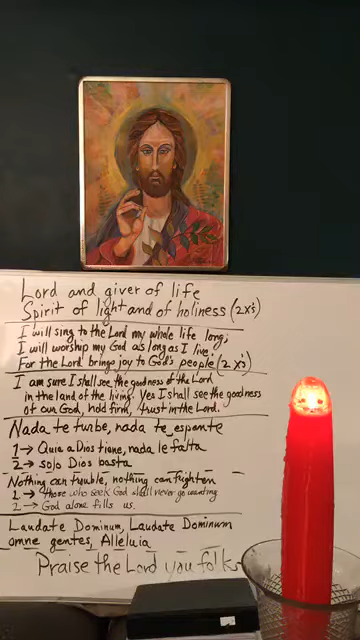 Lord and giver of life
Spirit of light and of holiness (2 x's)
I will sing to the Lord my whole life long;
I will worship my God as long as I live.
For the Lord brings joy to God's people (2 x's)
I am sure I shall see the goodness of the Lord
in the land of the living. Yes I shall see the goodness
of our God, hold firm, trust in the Lord.
Nada te turbe, nada te espante
1 → Quia a Dios tiene, nada le falta
2 → solo Dios basta
Nothing can trouble, nothing can frighten
1 → those who seek God shall never go wanting
2 → God alone fills us.
Laudate Dominum, Laudate Dominum
omne gentes, Alleluia
Praise the Lord you folks